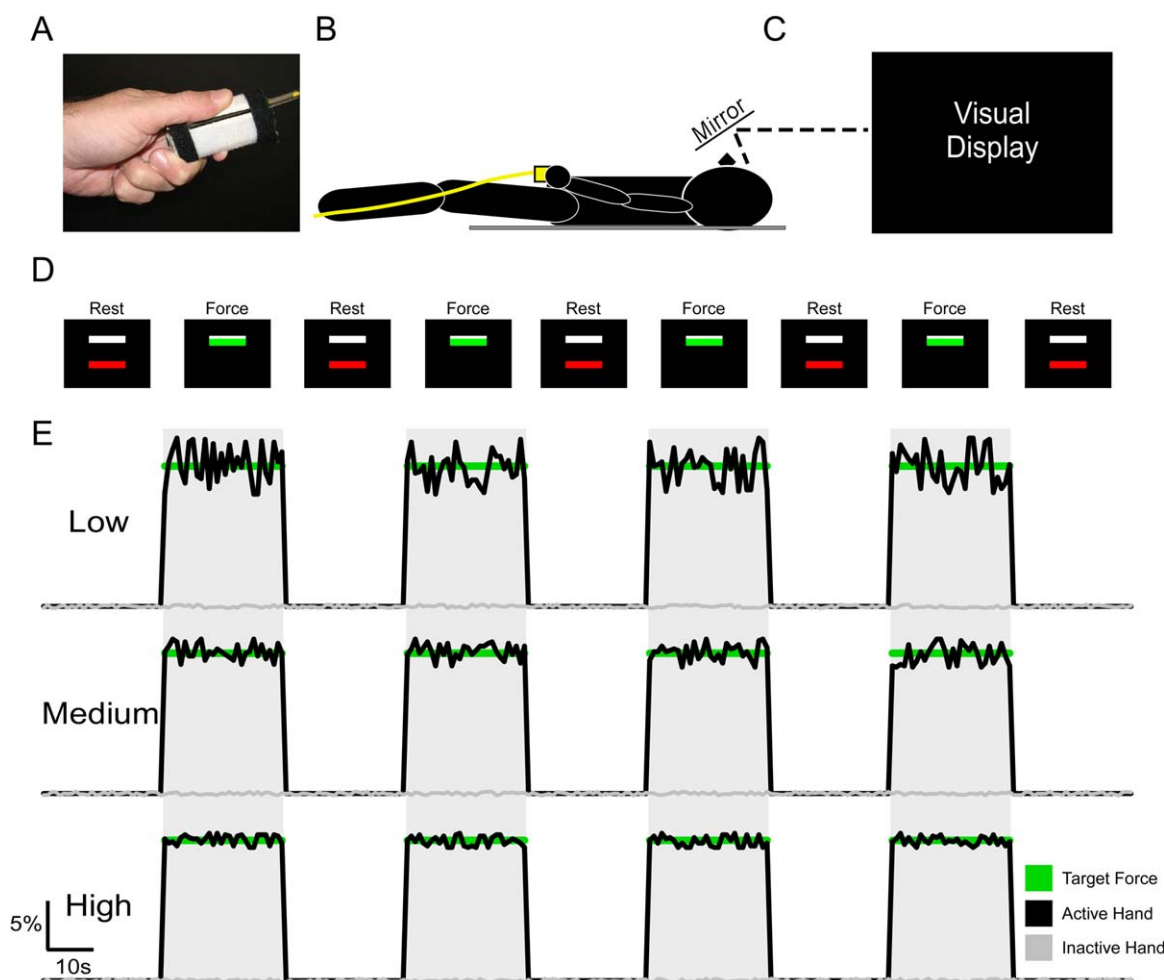 A
B
C
Mirror
Visual
Display
D
Rest
Force
Rest
Force
Rest
Force
Rest
Force
Rest
E
Low
Medium
High
5%
10s
Target Force
Active Hand
Inactive Hand